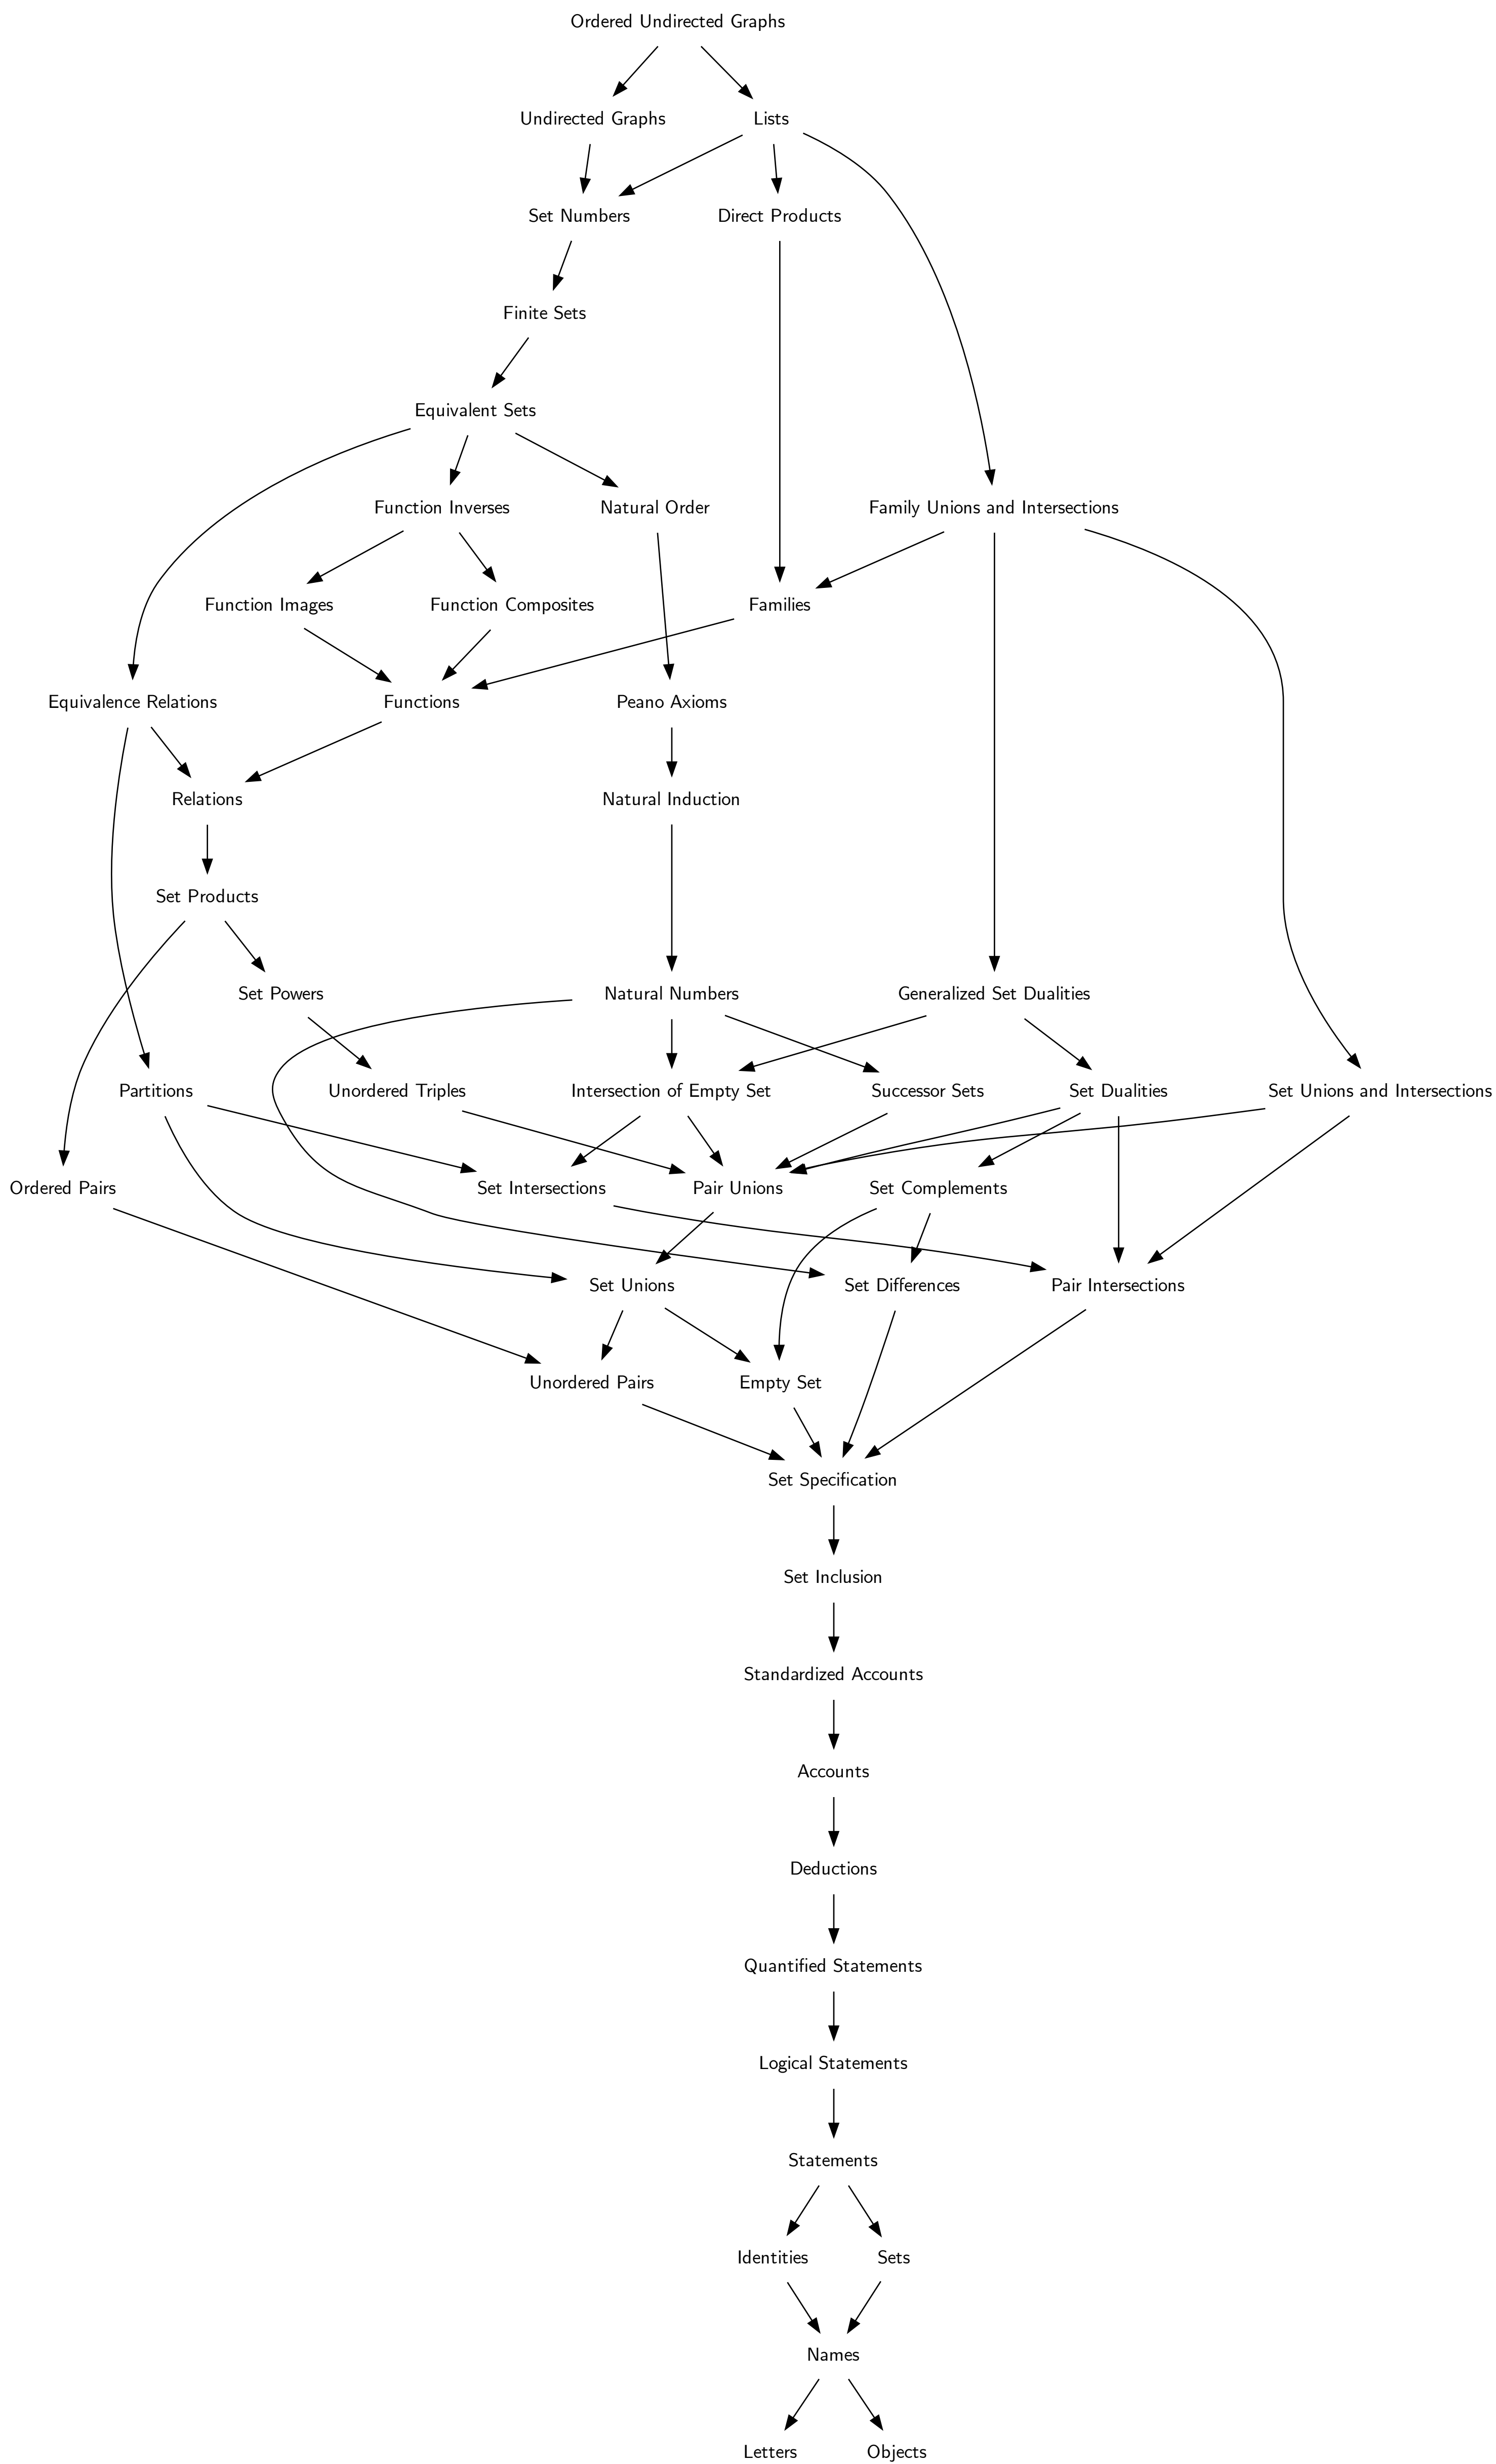 Ordered Undirected Graphs
Undirected Graphs
Lists
Set Numbers
Direct Products
Finite Sets
Equivalent Sets
Function Inverses
Natural Order
Family Unions and Intersections
Function Images
Function Composites
Families
Equivalence Relations
Functions
Peano Axioms
Relations
Natural Induction
Set Products
Set Powers
Natural Numbers
Generalized Set Dualities
Partitions
Unordered Triples
Intersection of Empty Set
Successor Sets
Set Dualities
Set Unions and Intersections
Ordered Pairs
Set Intersections
Pair Unions
Set Complements
Set Unions
Set Differences
Pair Intersections
Unordered Pairs
Empty Set
Set Specification
Set Inclusion
Standardized Accounts
Accounts
Deductions
Quantified Statements
Logical Statements
Statements
Identities
Sets
Names
Letters
Objects